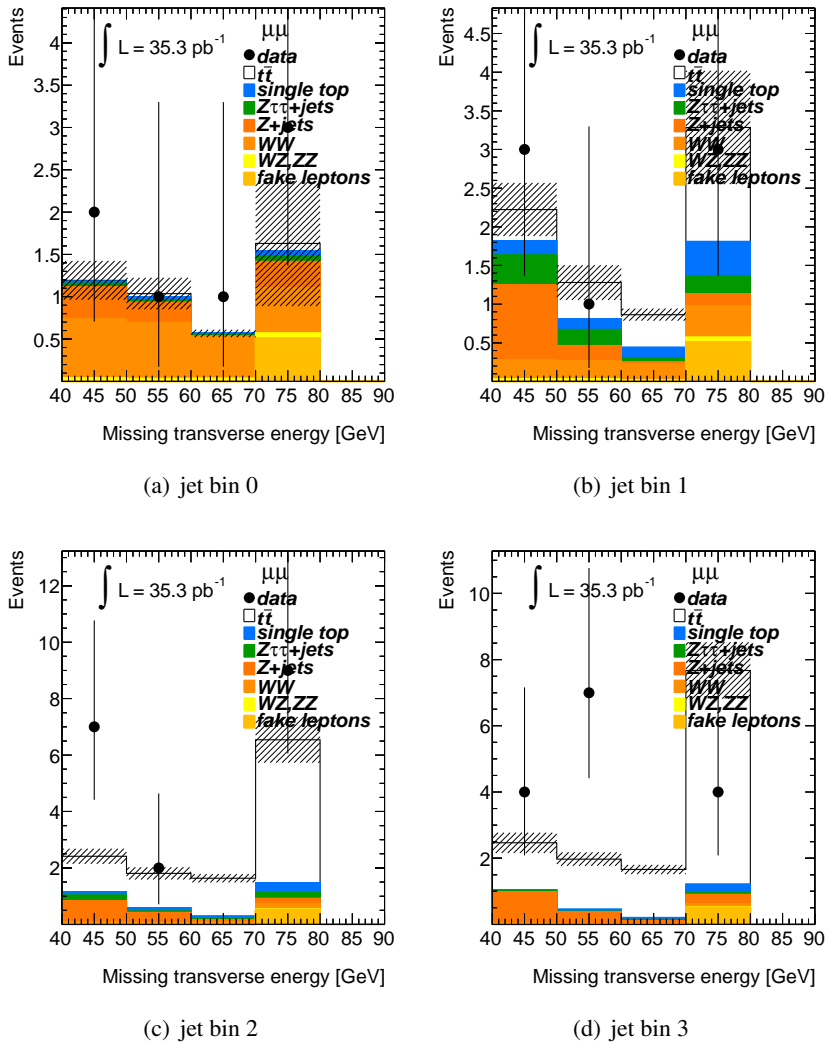 Events
4
3.5
3
2.5
2
1.5
1
0.5
∫ L = 35.3 pb⁻¹
μμ
data
tt̄
single top
Zττ+jets
Z+jets
WW
WZ,ZZ
fake leptons
40 45 50 55 60 65 70 75 80 85 90
Missing transverse energy [GeV]
(a) jet bin 0
Events
4.5
4
3.5
3
2.5
2
1.5
1
0.5
∫ L = 35.3 pb⁻¹
μμ
data
tt̄
single top
Zττ+jets
Z+jets
WW
WZ,ZZ
fake leptons
40 45 50 55 60 65 70 75 80 85 90
Missing transverse energy [GeV]
(b) jet bin 1
Events
12
10
8
6
4
2
∫ L = 35.3 pb⁻¹
μμ
data
tt̄
single top
Zττ+jets
Z+jets
WW
WZ,ZZ
fake leptons
40 45 50 55 60 65 70 75 80 85 90
Missing transverse energy [GeV]
(c) jet bin 2
Events
10
8
6
4
2
∫ L = 35.3 pb⁻¹
μμ
data
tt̄
single top
Zττ+jets
Z+jets
WW
WZ,ZZ
fake leptons
40 45 50 55 60 65 70 75 80 85 90
Missing transverse energy [GeV]
(d) jet bin 3